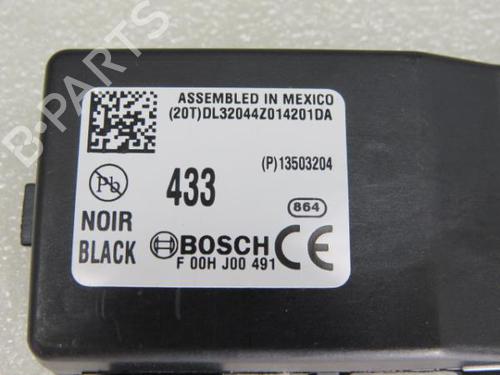 ASSEMBLED IN MEXICO
(20T)DL32044Z014201DA
(P)13503204
Pb
433
864
NOIR
BLACK
BOSCH CE
F 00H J00 491
B-PARTS